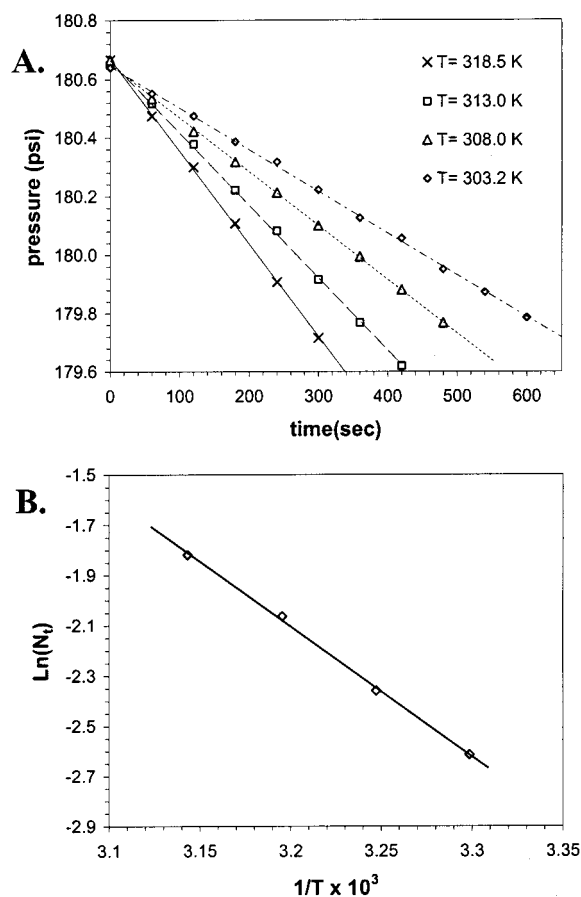 A.
180.8
180.6
180.4
180.2
180.0
179.8
179.6
pressure (psi)
T= 318.5 K
T= 313.0 K
T= 308.0 K
T= 303.2 K
0 100 200 300 400 500 600
time(sec)
B.
-1.5
-1.7
-1.9
-2.1
-2.3
-2.5
-2.7
-2.9
Ln(Nt)
3.1 3.15 3.2 3.25 3.3 3.35
1/T x 10³